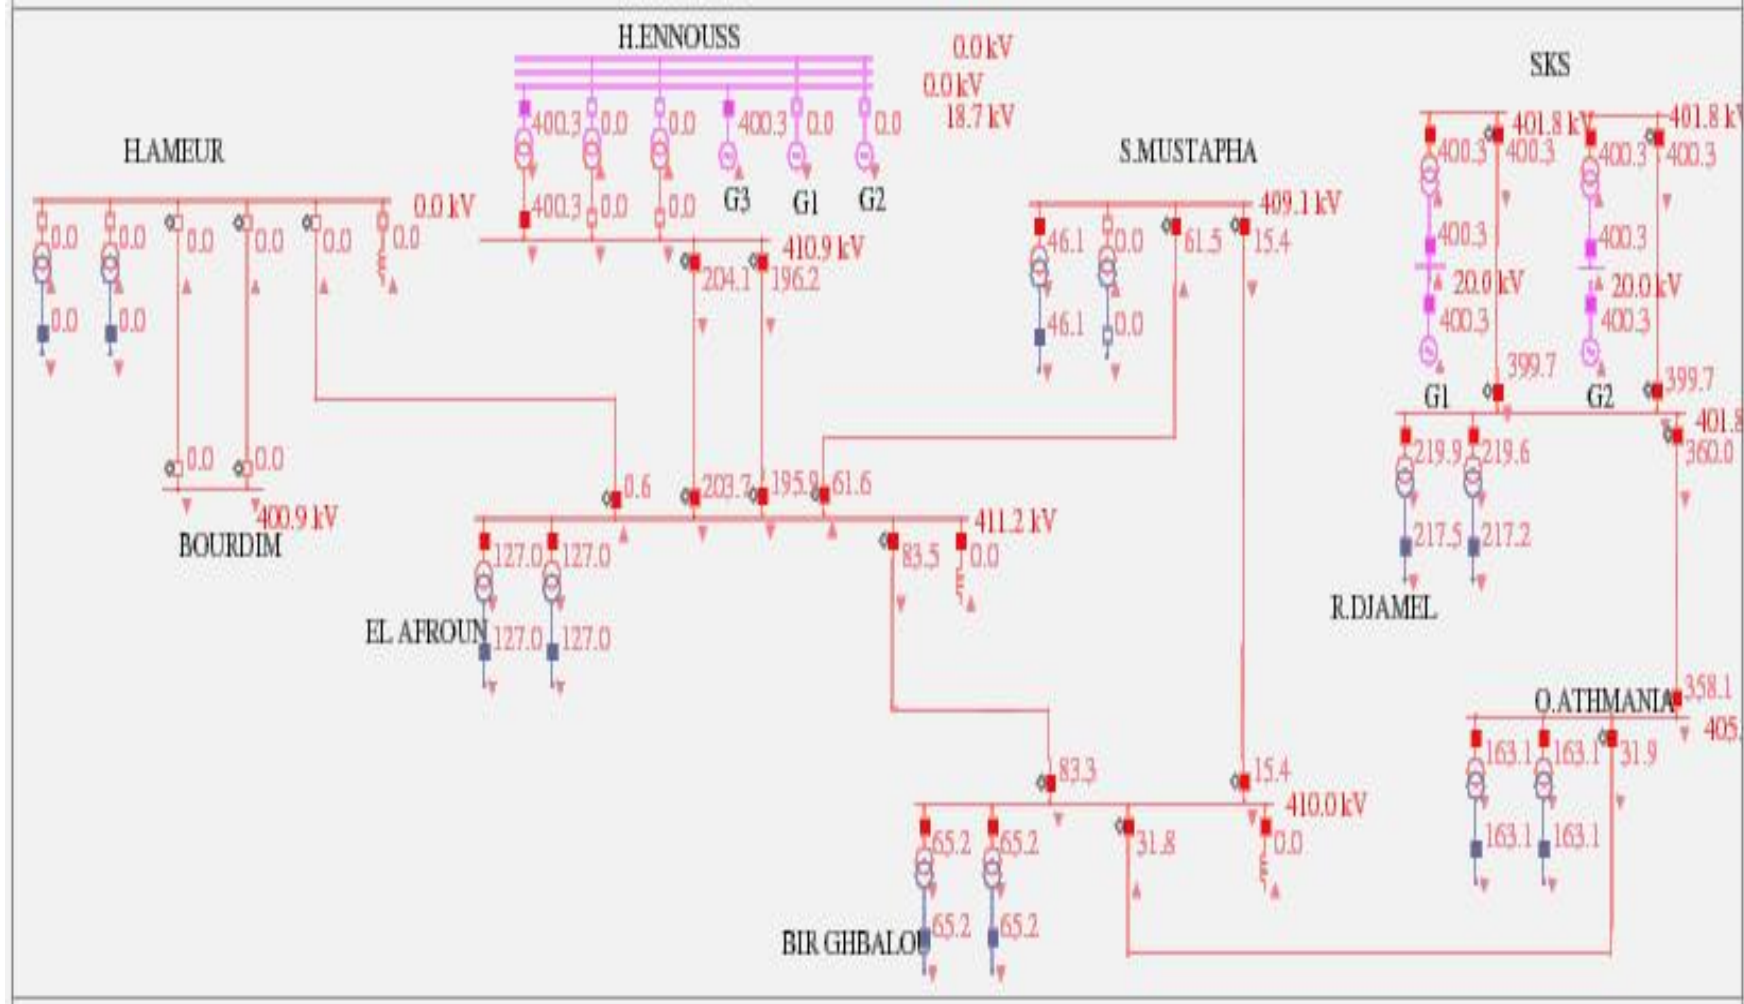 H.ENNOUSS
0.0 kV
0.0 kV
18.7 kV
400.3
0.0
0.0
400.3
0.0
0.0
400.3
0.0
0.0
G3
G1
G2
410.9 kV
204.1
196.2
H.AMEUR
0.0 kV
0.0
0.0
0.0
0.0
0.0
0.0
0.0
0.0
0.0
0.0
400.9 kV
BOURDIM
S.MUSTAPHA
409.1 kV
46.1
0.0
61.5
15.4
46.1
0.0
SKS
401.8 kV
401.8 kV
400.3
400.3
400.3
400.3
400.3
400.3
20.0 kV
20.0 kV
400.3
400.3
399.7
399.7
G1
G2
401.8
219.9
219.6
360.0
217.5
217.2
R.DJAMEL
0.6
203.7
195.9
61.6
411.2 kV
127.0
127.0
83.5
0.0
EL AFROUN
127.0
127.0
O.ATHMANIA
358.1
405.
163.1
163.1
31.9
163.1
163.1
83.3
15.4
410.0 kV
65.2
65.2
31.8
0.0
BIR GHBALOU
65.2
65.2